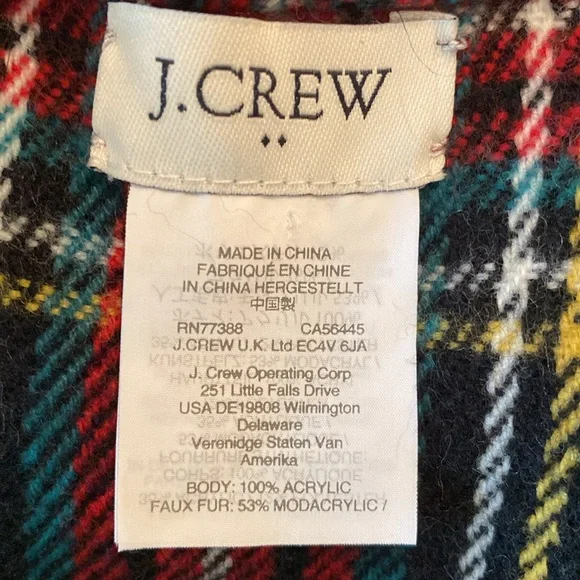 J.CREW
MADE IN CHINA
FABRIQUÉ EN CHINE
IN CHINA HERGESTELLT
中国製
RN77388 CA56445
J.CREW U.K. Ltd EC4V 6JA
J. Crew Operating Corp
251 Little Falls Drive
USA DE19808 Wilmington
Delaware
Verenidge Staten Van
Amerika
BODY: 100% ACRYLIC
FAUX FUR: 53% MODACRYLIC /